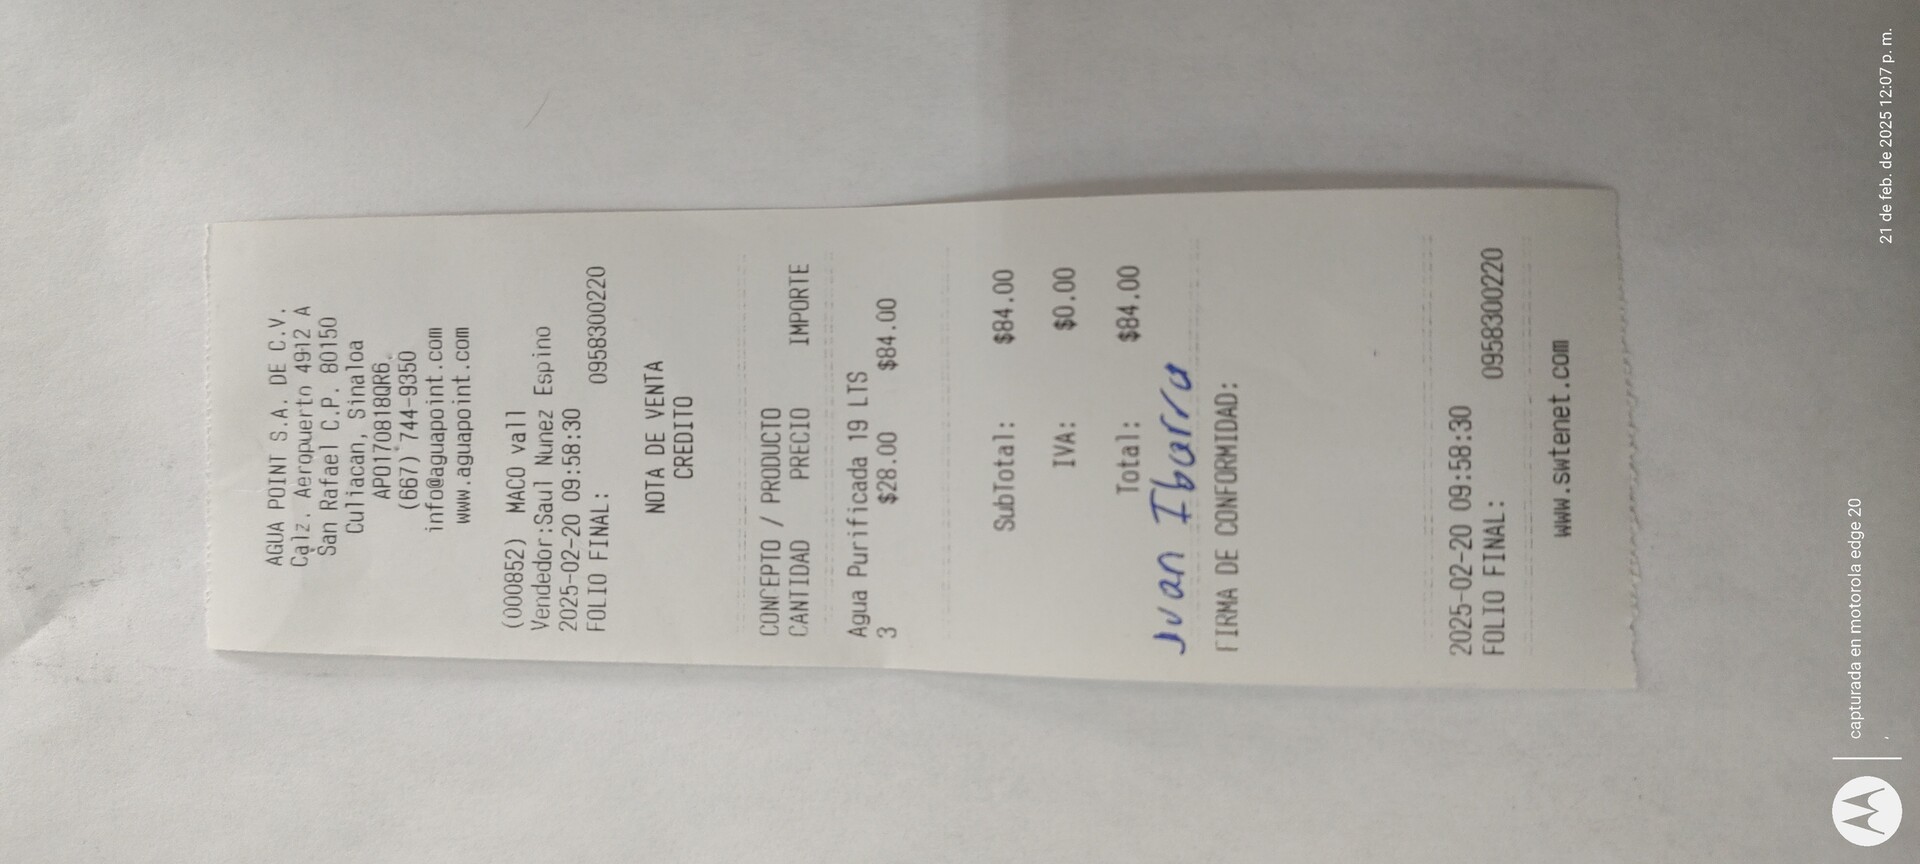 AGUA POINT S.A. DE C.V.
Calz. Aeropuerto 4912 A
San Rafael C.P. 80150
Culiacan, Sinaloa
APO170818QR6
(667) 744-9350
info@aguapoint.com
www.aguapoint.com
(000852) MACO vall
Vendedor:Saul Nunez Espino
2025-02-20 09:58:30
FOLIO FINAL: 0958300220
NOTA DE VENTA
CREDITO
CONCEPTO / PRODUCTO
CANTIDAD PRECIO IMPORTE
Agua Purificada 19 LTS
3 $28.00 $84.00
SubTotal: $84.00
IVA: $0.00
Total: $84.00
Juan Ibarra
FIRMA DE CONFORMIDAD:
2025-02-20 09:58:30
FOLIO FINAL: 0958300220
www.swtenet.com
capturada en motorola edge 20
21 de feb. de 2025 12:07 p. m.